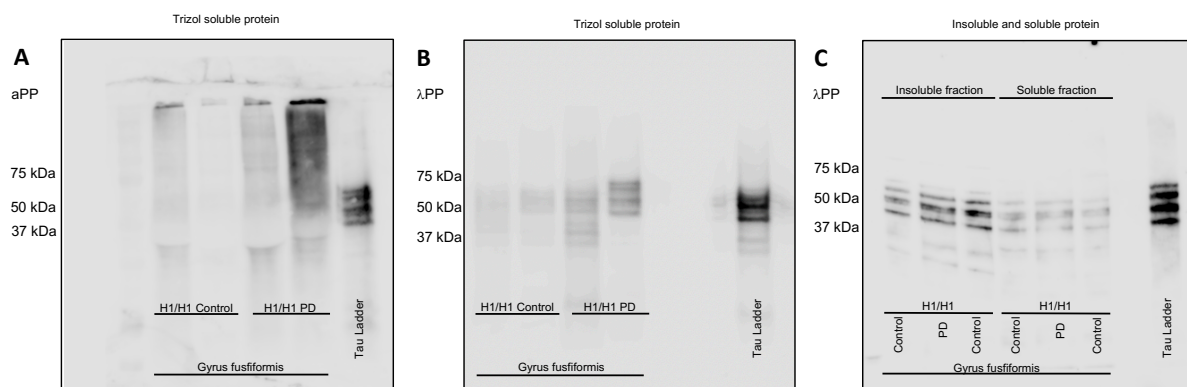 Trizol soluble protein
A
aPP
75 kDa
50 kDa
37 kDa
H1/H1 Control
H1/H1 PD
Tau Ladder
Gyrus fusfiformis
Trizol soluble protein
B
λPP
75 kDa
50 kDa
37 kDa
H1/H1 Control
H1/H1 PD
Tau Ladder
Gyrus fusfiformis
Insoluble and soluble protein
C
λPP
Insoluble fraction
Soluble fraction
75 kDa
50 kDa
37 kDa
H1/H1
H1/H1
Control
PD
Control
Control
PD
Control
Tau Ladder
Gyrus fusfiformis